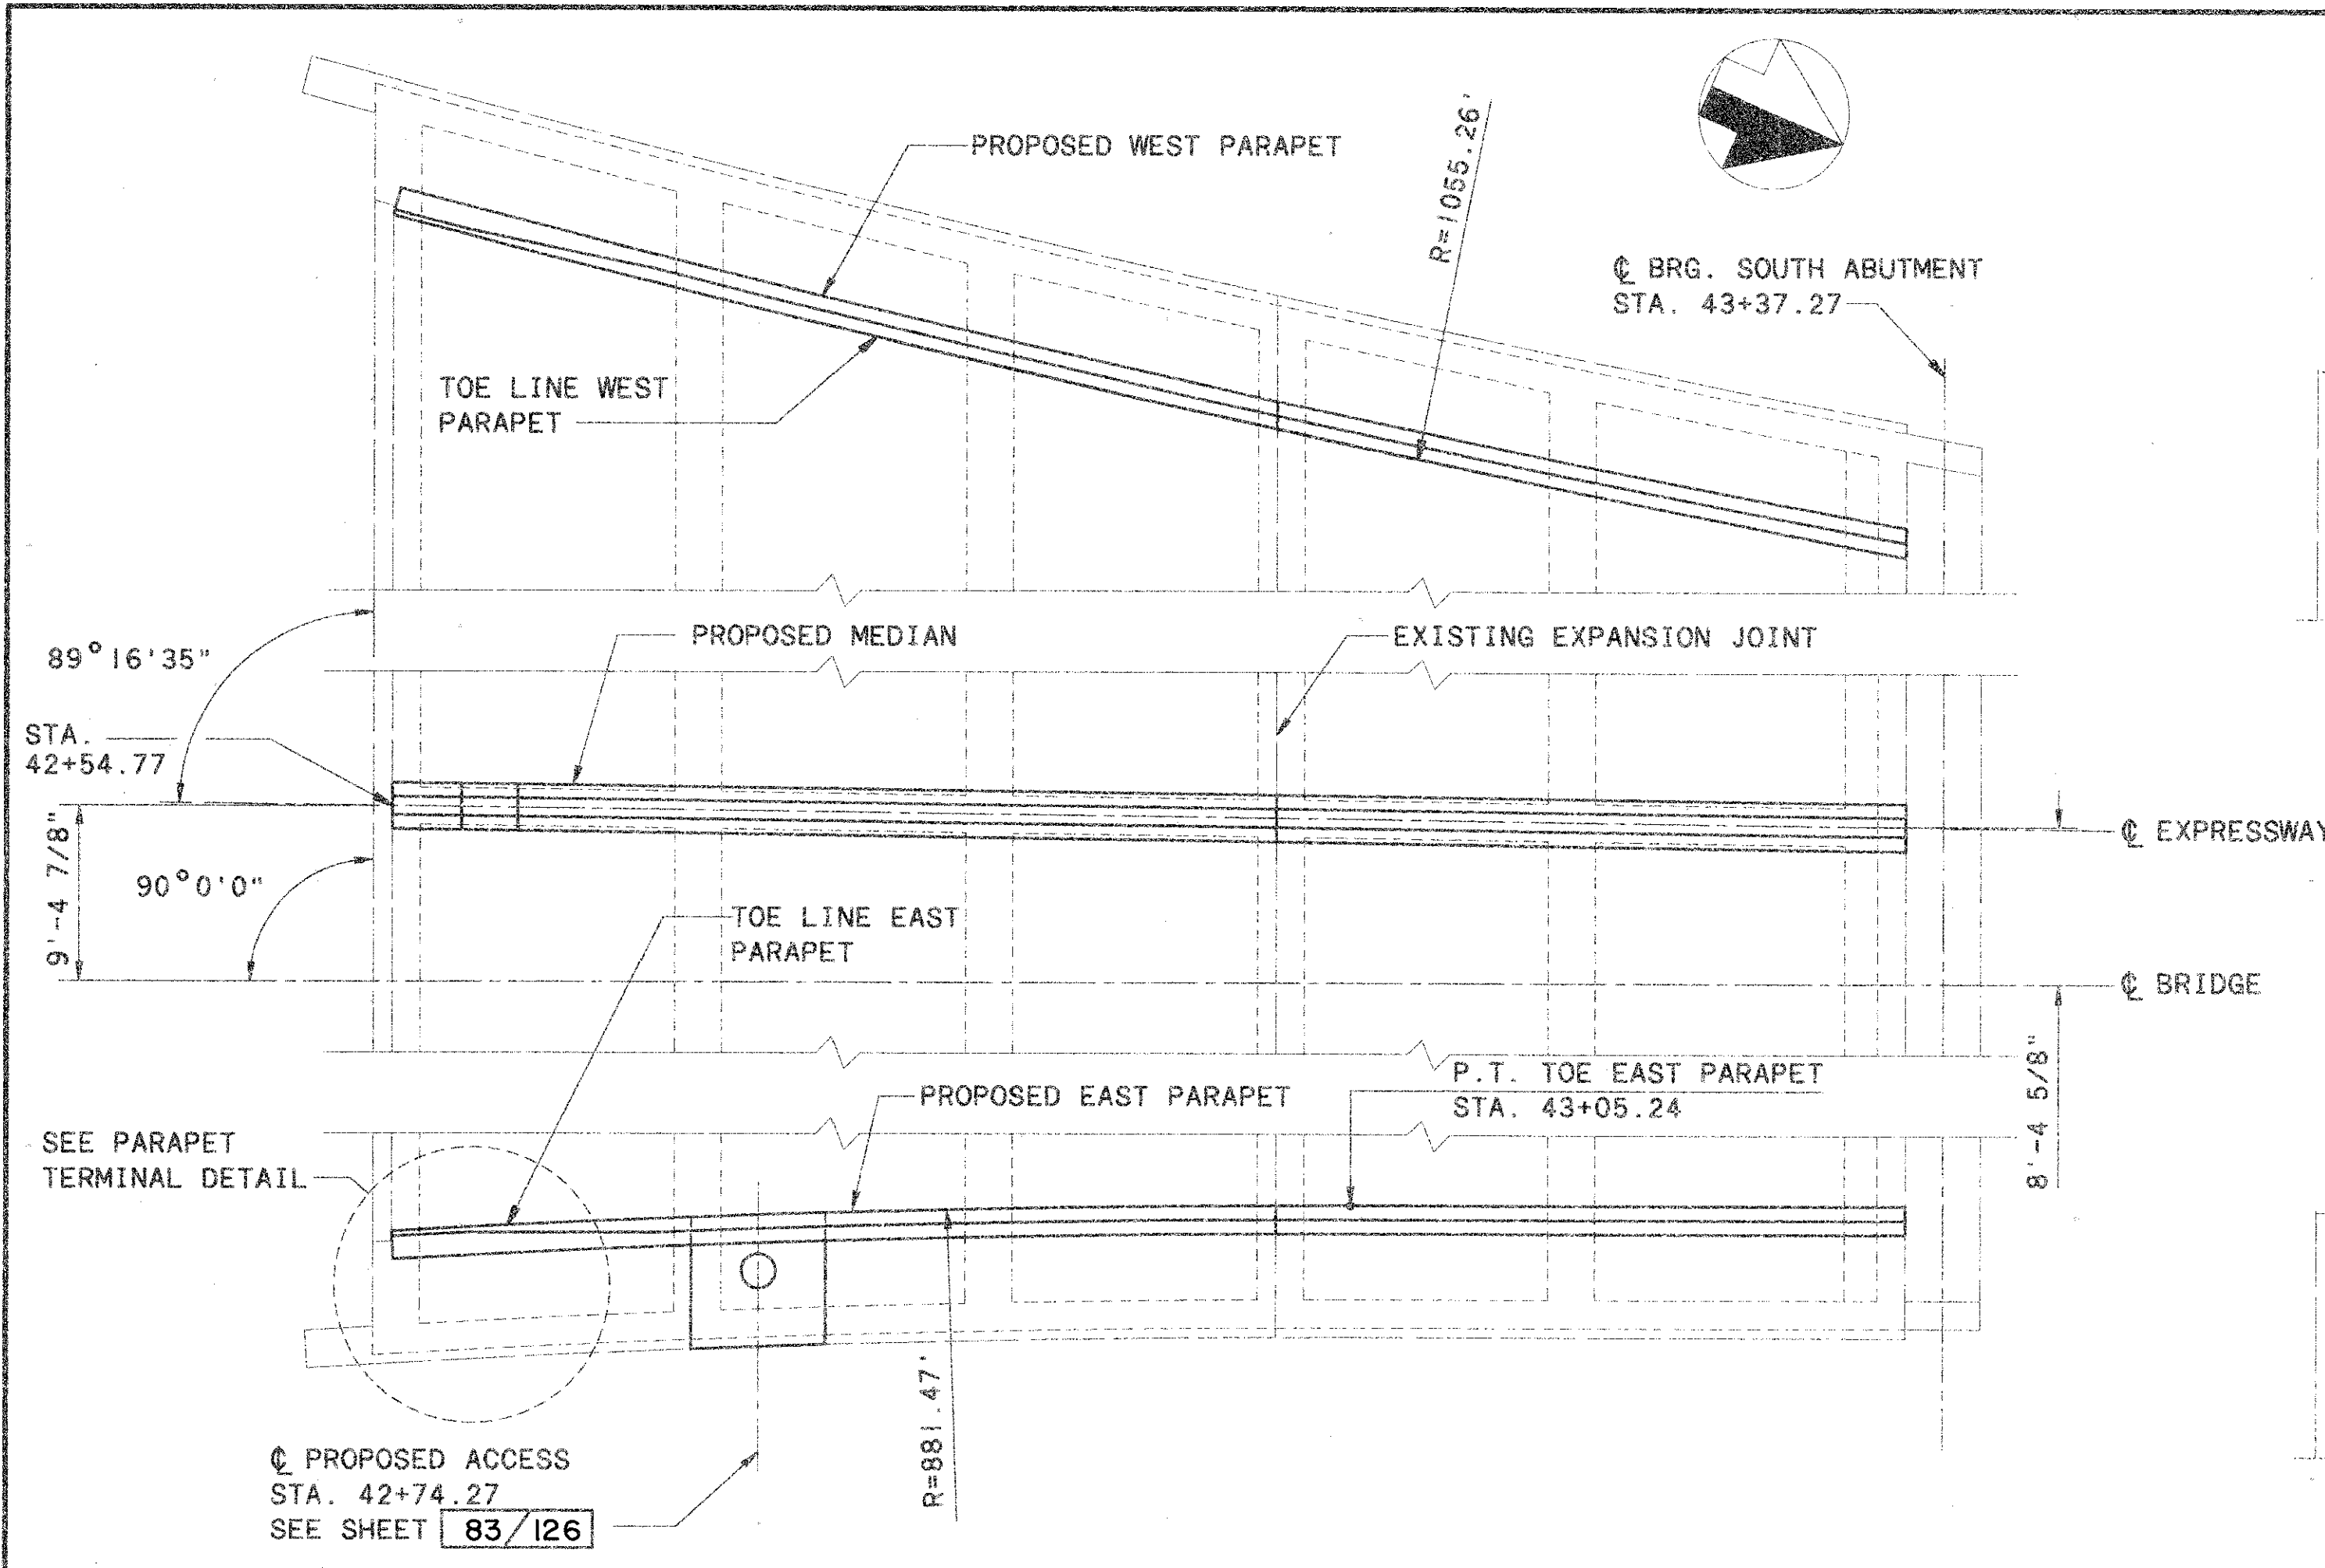 PROPOSED WEST PARAPET
R=1055.26'
℄ BRG. SOUTH ABUTMENT
STA. 43+37.27
TOE LINE WEST
PARAPET
89°16'35"
PROPOSED MEDIAN
EXISTING EXPANSION JOINT
STA.
42+54.77
9'-4 7/8"
90°0'0"
℄ EXPRESSWAY
TOE LINE EAST
PARAPET
℄ BRIDGE
8'-4 5/8"
PROPOSED EAST PARAPET
P.T. TOE EAST PARAPET
STA. 43+05.24
SEE PARAPET
TERMINAL DETAIL
R=881.47'
℄ PROPOSED ACCESS
STA. 42+74.27
SEE SHEET 83/126